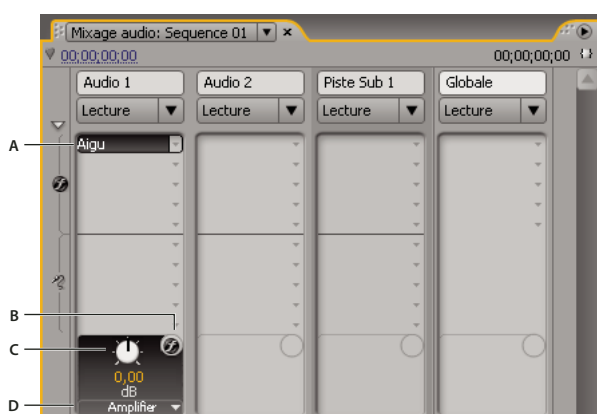 Mixage audio: Sequence 01
00;00;00;00 00;00;00;00
Audio 1 Audio 2 Piste Sub 1 Globale
Lecture Lecture Lecture Lecture
A Aigu
B
C
0,00
dB
D Amplifier